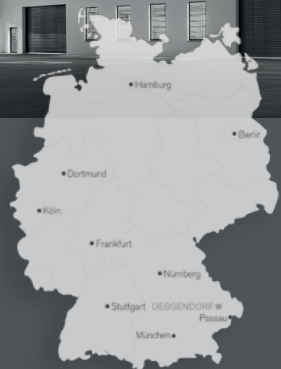 Hamburg
Berlin
Dortmund
Köln
Frankfurt
Nürnberg
Stuttgart
DEGGENDORF
Passau
München